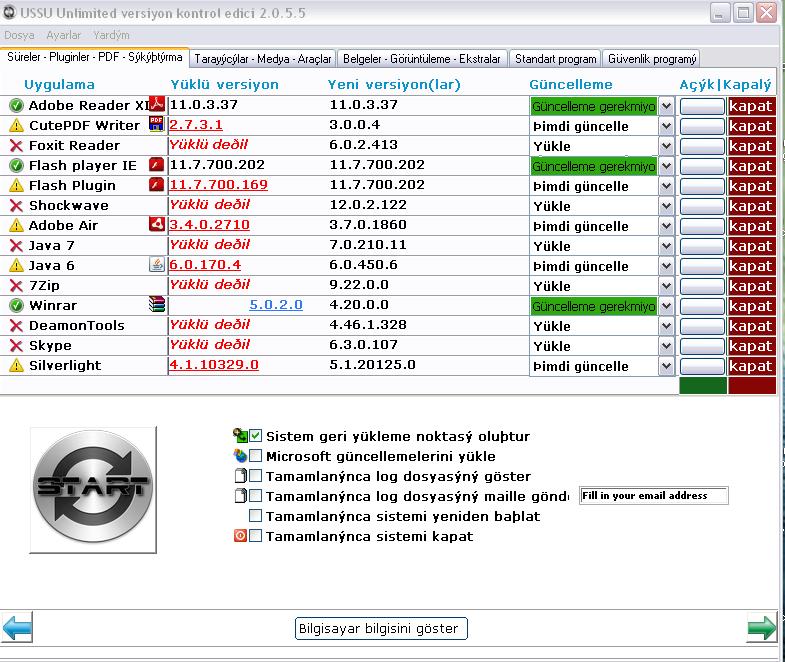 USSU Unlimited versiyon kontrol edici 2.0.5.5
Dosya Ayarlar Yardým
Süreler - Pluginler - PDF - Sýkýþtýrma Tarayýcýlar - Medya - Araçlar Belgeler - Görüntüleme - Ekstralar Standart program Güvenlik programý
Uygulama Yüklü versiyon Yeni versiyon(lar) Güncelleme Açýk|Kapalý
Adobe Reader XI 11.0.3.37 11.0.3.37 Güncelleme gerekmiyo kapat
CutePDF Writer 2.7.3.1 3.0.0.4 Þimdi güncelle kapat
Foxit Reader Yüklü deðil 6.0.2.413 Yükle kapat
Flash player IE 11.7.700.202 11.7.700.202 Güncelleme gerekmiyo kapat
Flash Plugin 11.7.700.169 11.7.700.202 Þimdi güncelle kapat
Shockwave Yüklü deðil 12.0.2.122 Yükle kapat
Adobe Air 3.4.0.2710 3.7.0.1860 Þimdi güncelle kapat
Java 7 Yüklü deðil 7.0.210.11 Yükle kapat
Java 6 6.0.170.4 6.0.450.6 Þimdi güncelle kapat
7Zip Yüklü deðil 9.22.0.0 Yükle kapat
Winrar 5.0.2.0 4.20.0.0 Güncelleme gerekmiyo kapat
DeamonTools Yüklü deðil 4.46.1.328 Yükle kapat
Skype Yüklü deðil 6.3.0.107 Yükle kapat
Silverlight 4.1.10329.0 5.1.20125.0 Þimdi güncelle kapat
START
Sistem geri yükleme noktasý oluþtur
Microsoft güncellemelerini yükle
Tamamlanýnca log dosyasýný göster
Tamamlanýnca log dosyasýný maille gönd Fill in your email address
Tamamlanýnca sistemi yeniden baþlat
Tamamlanýnca sistemi kapat
Bilgisayar bilgisini göster